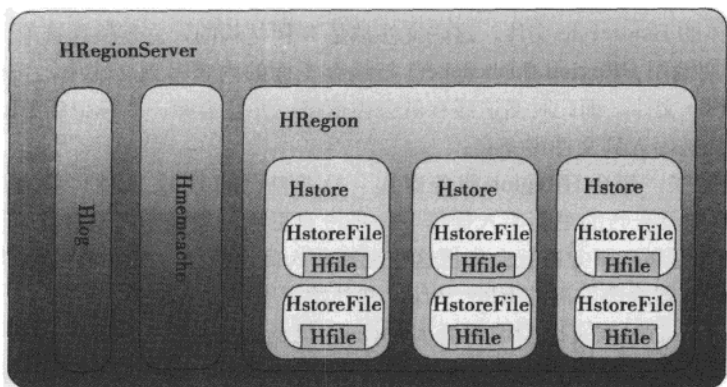 HRegionServer
Hlog
Hmemcache
HRegion
Hstore
HstoreFile
Hfile
HstoreFile
Hfile
Hstore
HstoreFile
Hfile
HstoreFile
Hfile
Hstore
HstoreFile
Hfile
HstoreFile
Hfile